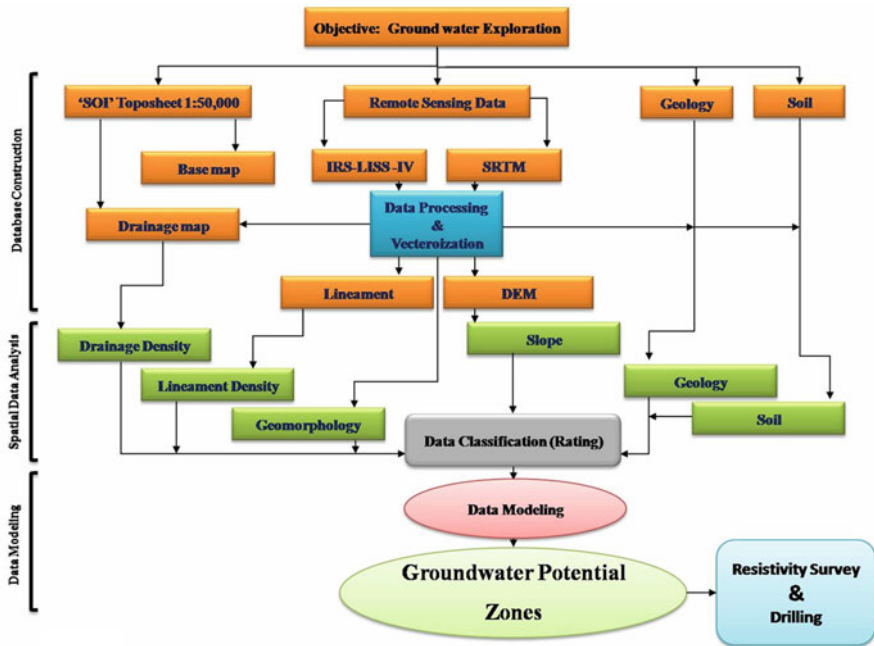 Objective: Ground water Exploration
'SOI' Toposheet 1:50,000
Remote Sensing Data
Geology
Soil
Base map
IRS-LISS -IV
SRTM
Drainage map
Data Processing
&
Vecteroization
Lineament
DEM
Database Construction
Drainage Density
Slope
Lineament Density
Geology
Geomorphology
Soil
Data Classification (Rating)
Spatial Data Analysis
Data Modeling
Groundwater Potential
Zones
Resistivity Survey
&
Drilling
Data Modeling